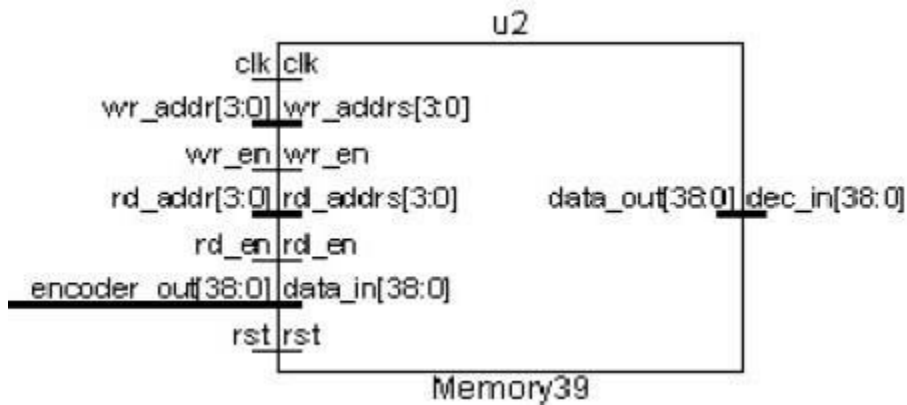 u2
clk clk
wr_addr[3:0] wr_addrs[3:0]
wr_en wr_en
rd_addr[3:0] rd_addrs[3:0] data_out[38:0] dec_in[38:0]
rd_en rd_en
encoder_out[38:0] data_in[38:0]
rst rst
Memory39